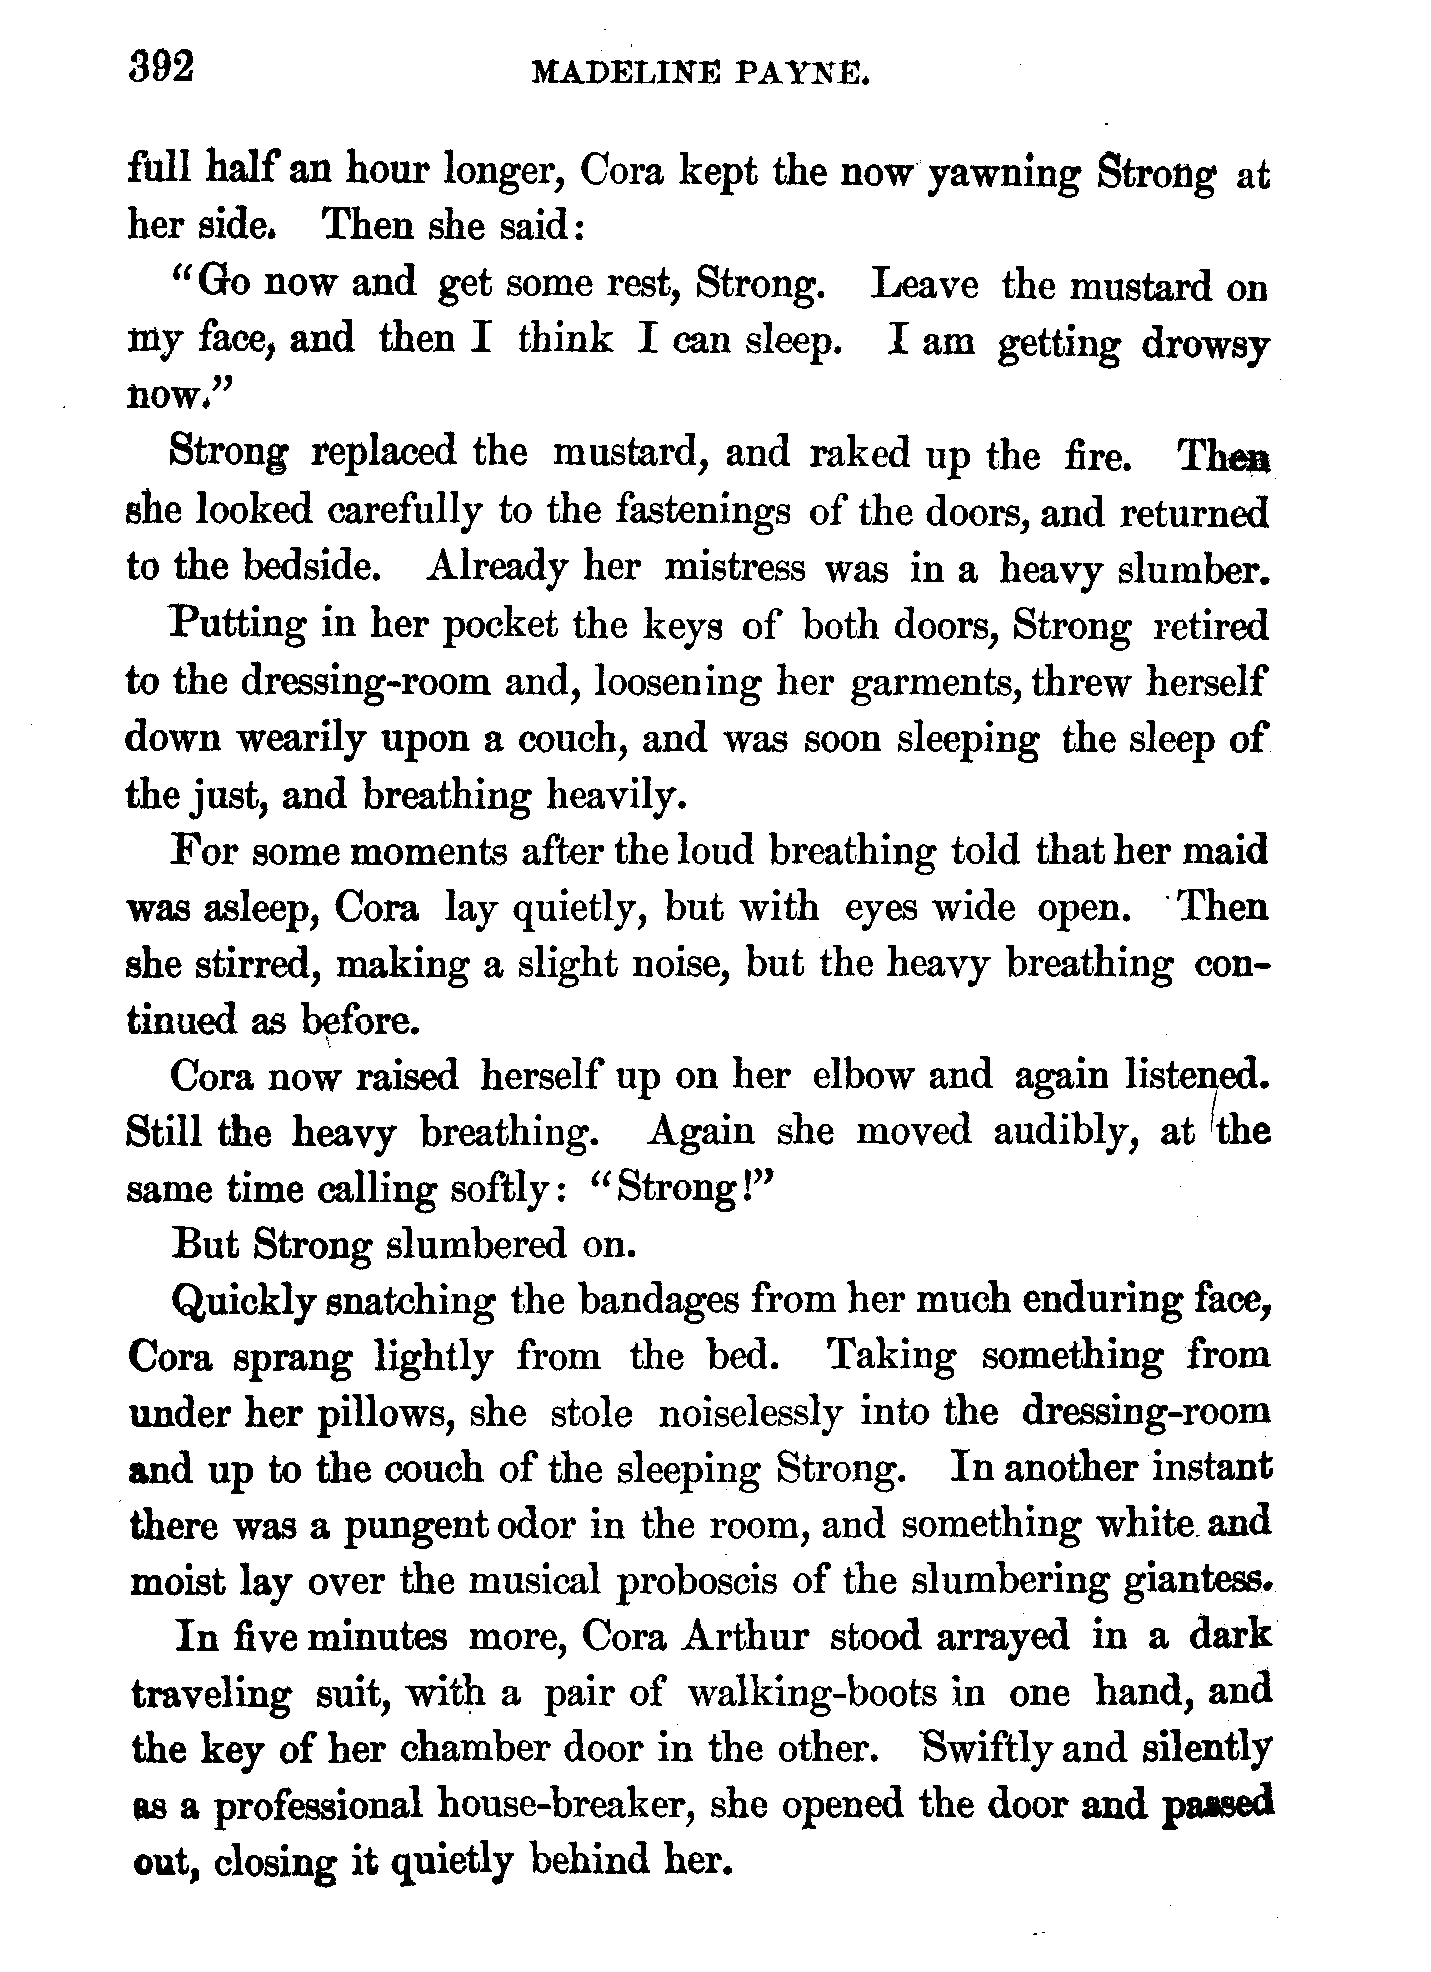 392
MADELINE PAYNE.
full half an hour longer, Cora kept the now yawning Strong at
her side. Then she said:
"Go now and get some rest, Strong. Leave the mustard on
my face, and then I think I can sleep. I am getting drowsy
now."
Strong replaced the mustard, and raked up the fire. Then
she looked carefully to the fastenings of the doors, and returned
to the bedside. Already her mistress was in a heavy slumber.
Putting in her pocket the keys of both doors, Strong retired
to the dressing-room and, loosening her garments, threw herself
down wearily upon a couch, and was soon sleeping the sleep of
the just, and breathing heavily.
For some moments after the loud breathing told that her maid
was asleep, Cora lay quietly, but with eyes wide open. Then
she stirred, making a slight noise, but the heavy breathing con-
tinued as before.
Cora now raised herself up on her elbow and again listened.
Still the heavy breathing. Again she moved audibly, at the
same time calling softly: "Strong!"
But Strong slumbered on.
Quickly snatching the bandages from her much enduring face,
Cora sprang lightly from the bed. Taking something from
under her pillows, she stole noiselessly into the dressing-room
and up to the couch of the sleeping Strong. In another instant
there was a pungent odor in the room, and something white and
moist lay over the musical proboscis of the slumbering giantess.
In five minutes more, Cora Arthur stood arrayed in a dark
traveling suit, with a pair of walking-boots in one hand, and
the key of her chamber door in the other. Swiftly and silently
as a professional house-breaker, she opened the door and passed
out, closing it quietly behind her.